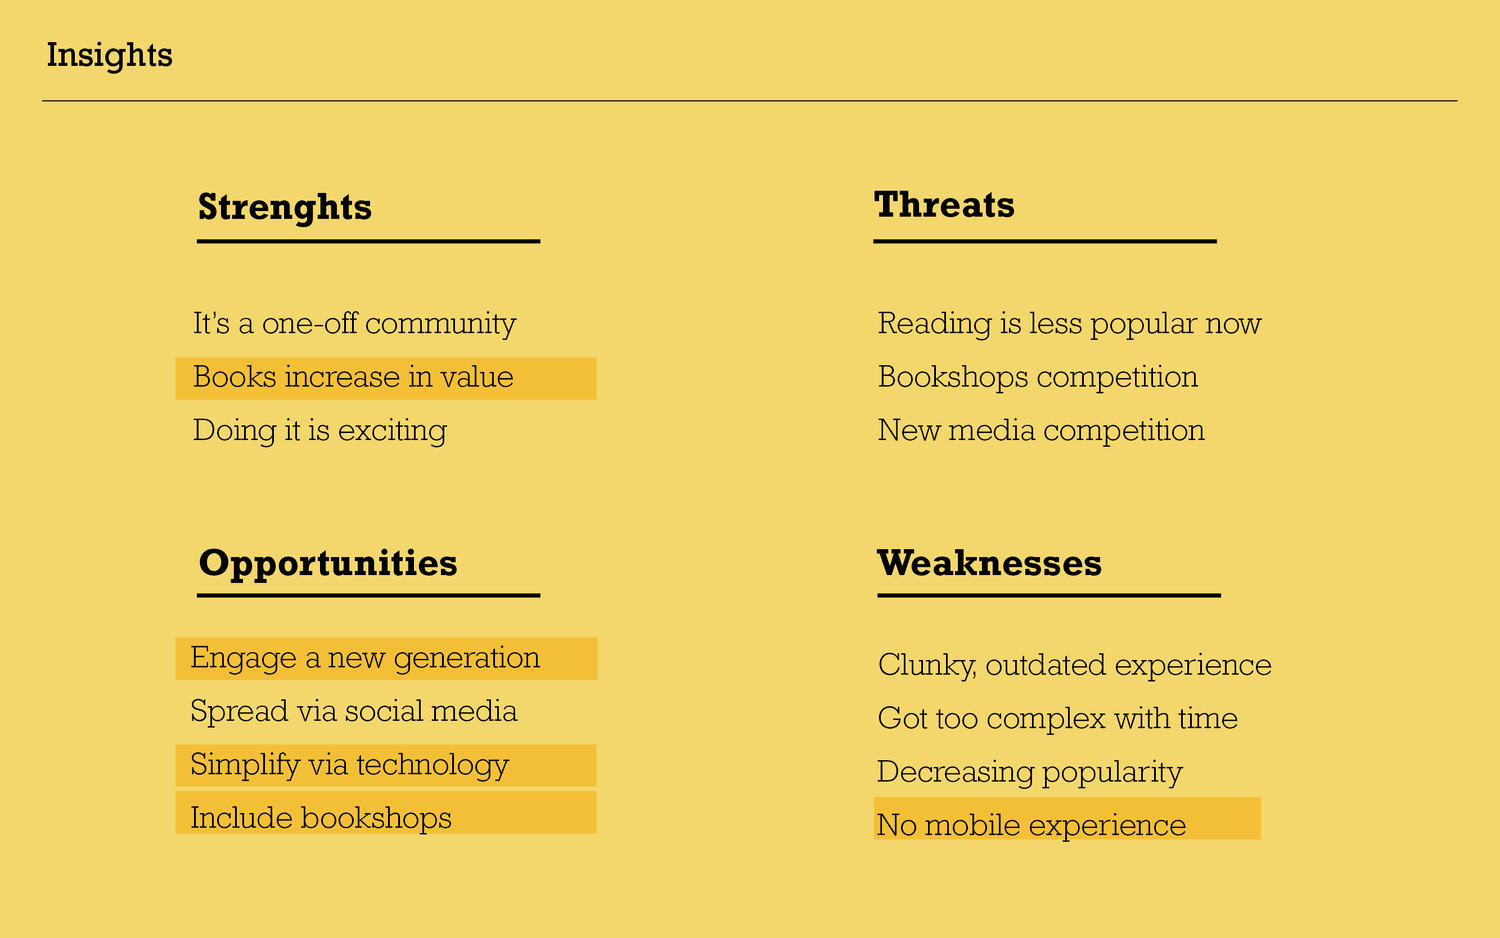 Insights
Strenghts
It's a one-off community
Books increase in value
Doing it is exciting
Threats
Reading is less popular now
Bookshops competition
New media competition
Opportunities
Engage a new generation
Spread via social media
Simplify via technology
Include bookshops
Weaknesses
Clunky, outdated experience
Got too complex with time
Decreasing popularity
No mobile experience